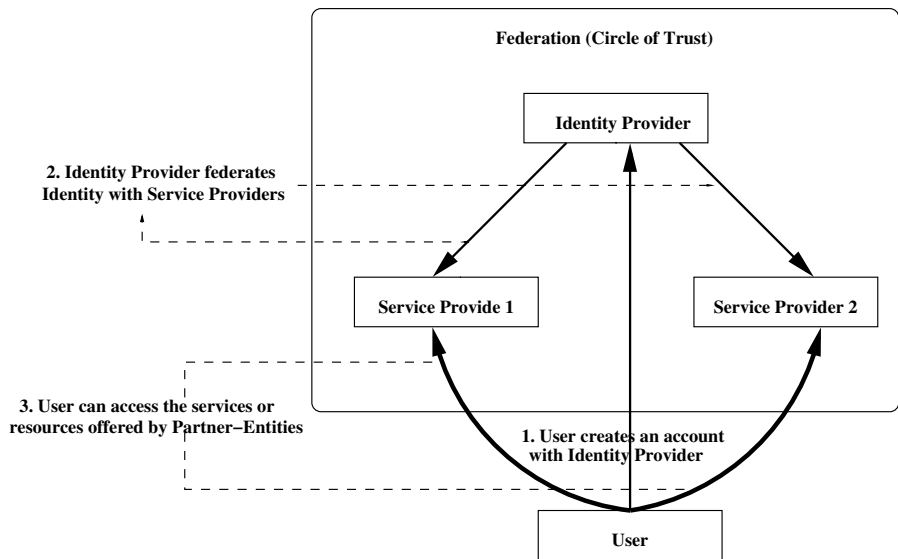 Federation (Circle of Trust)
Identity Provider
2. Identity Provider federates
Identity with Service Providers
Service Provide 1
Service Provider 2
3. User can access the services or
resources offered by Partner−Entities
1. User creates an account
with Identity Provider
User